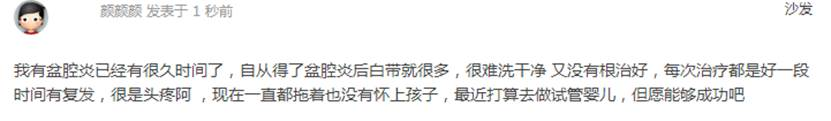 颜颜颜 发表于 1 秒前
沙发
我有盆腔炎已经有很久时间了，自从得了盆腔炎后白带就很多，很难洗干净 又没有根治好，每次治疗都是好一段
时间有复发，很是头疼阿 ，现在一直都拖着也没有怀上孩子，最近打算去做试管婴儿，但愿能够成功吧